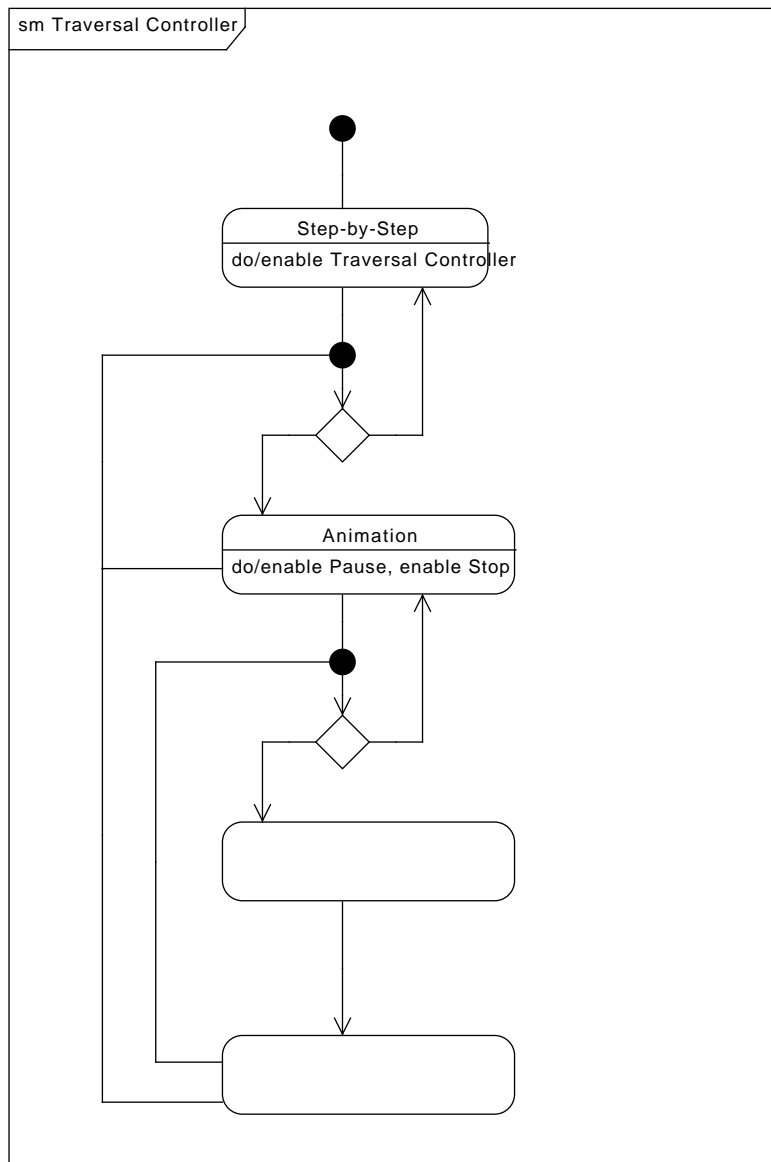 sm Traversal Controller
Step-by-Step
do/enable Traversal Controller
Animation
do/enable Pause, enable Stop